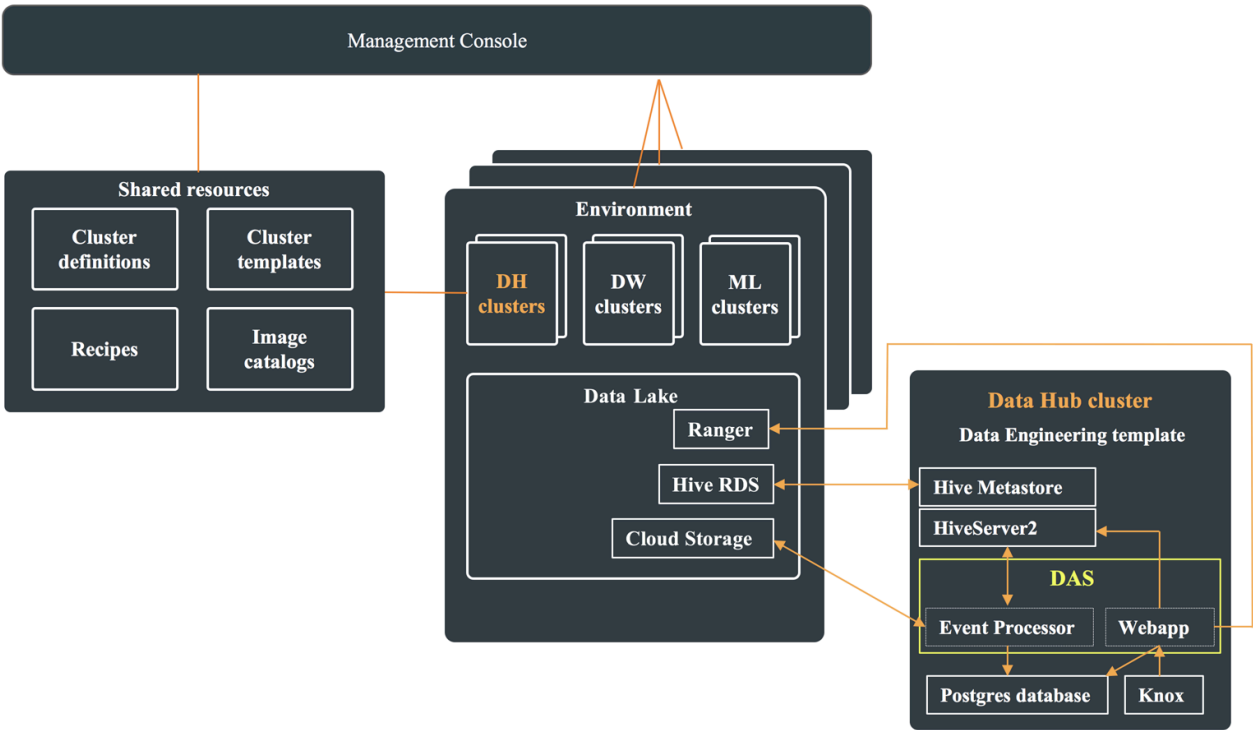 Management Console
Shared resources
Cluster
definitions
Cluster
templates
Recipes
Image
catalogs
Environment
DH
clusters
DW
clusters
ML
clusters
Data Lake
Ranger
Hive RDS
Cloud Storage
Data Hub cluster
Data Engineering template
Hive Metastore
HiveServer2
DAS
Event Processor
Webapp
Postgres database
Knox